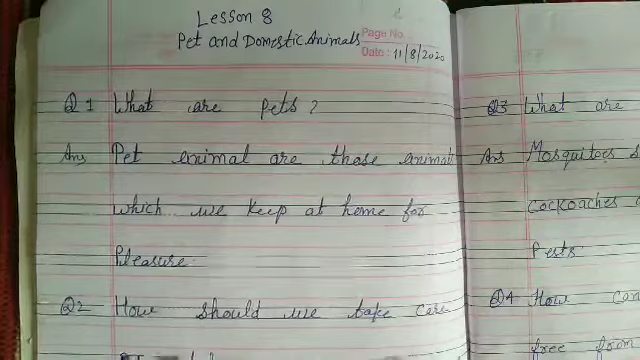 Lesson 8
Pet and Domestic Animals
Page No.
Date: 11/8/2020
Q1 What are pets?
Ans Pet animal are those animals
which we keep at home for
pleasure.
Q2 How should we take care
Q3 What are
Ans Mosquitoes
cockoaches
Pests
Q4 How can
free from